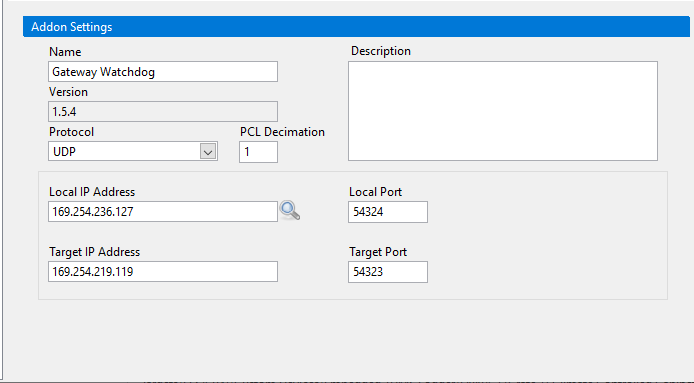 Addon Settings
Name
Description
Gateway Watchdog
Version
1.5.4
Protocol
PCL Decimation
UDP
1
Local IP Address
Local Port
169.254.236.127
54324
Target IP Address
Target Port
169.254.219.119
54323